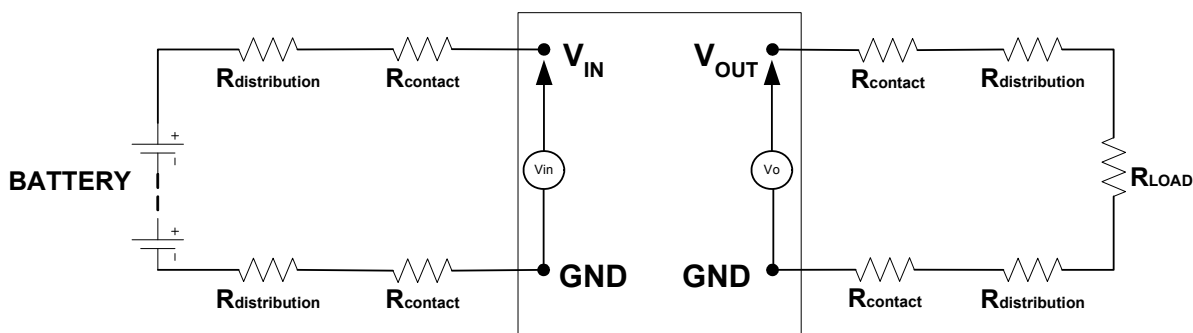 Rdistribution
Rcontact
VIN
VOUT
Rcontact
Rdistribution
+
-
BATTERY
Vin
Vo
RLOAD
+
-
Rdistribution
Rcontact
GND
GND
Rcontact
Rdistribution